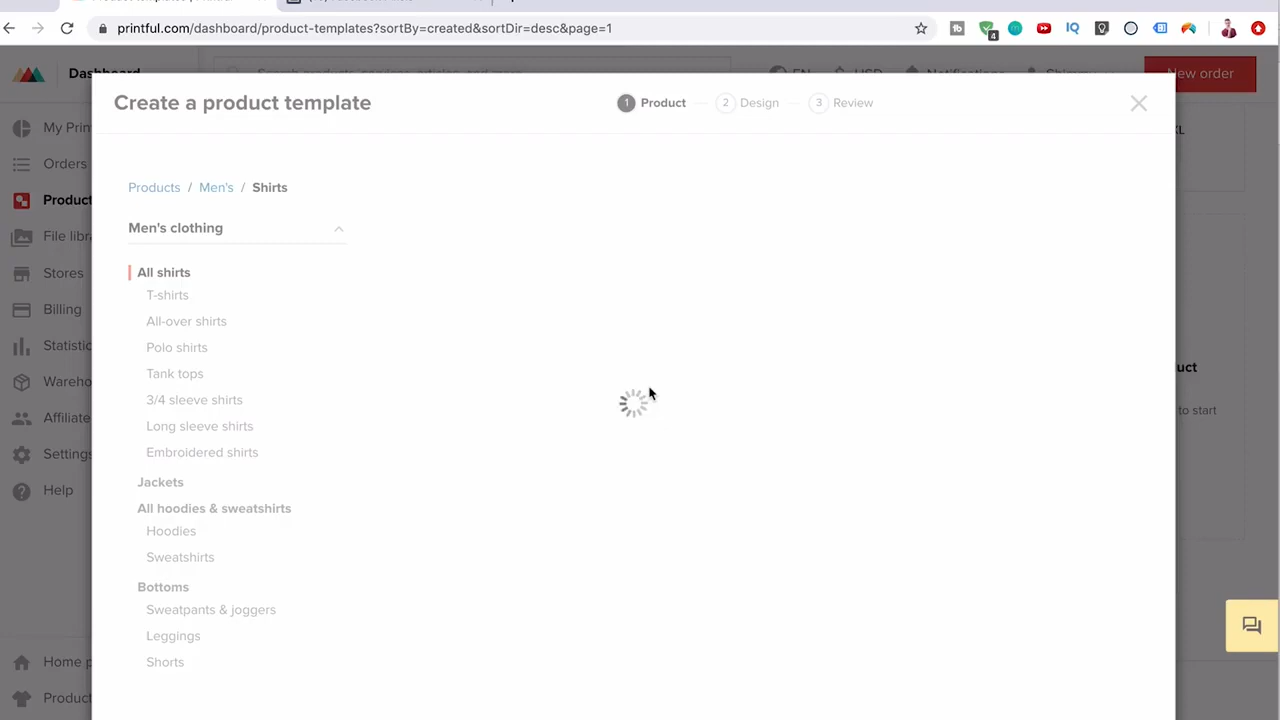 printful.com/dashboard/product-templates?sortBy=created&sortDir=desc&page=1
4
Dashboard
EN
USD
Notifications
New order
Create a product template
1 Product
2 Design
3 Review
My Prin
Orders
Product
File libra
Stores
Billing
Statistic
Wareho
Affiliate
Settings
Help
Home p
Product
Products / Men's / Shirts
Men's clothing
All shirts
T-shirts
All-over shirts
Polo shirts
Tank tops
3/4 sleeve shirts
Long sleeve shirts
Embroidered shirts
Jackets
All hoodies & sweatshirts
Hoodies
Sweatshirts
Bottoms
Sweatpants & joggers
Leggings
Shorts
XL
uct
to start